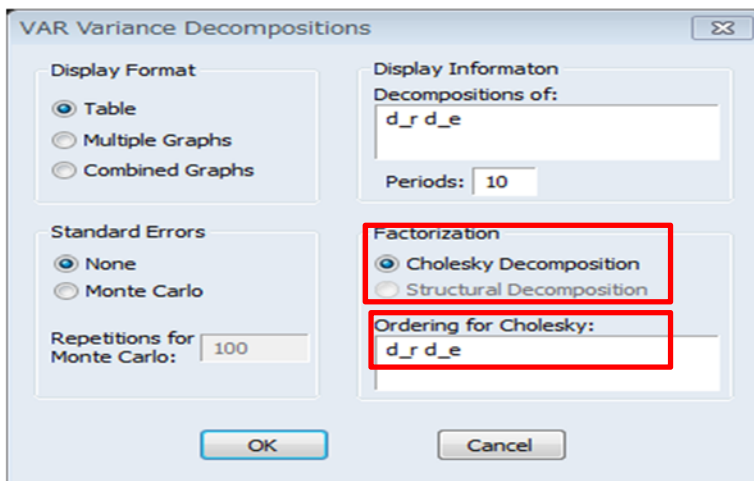 VAR Variance Decompositions
Display Format
Table
Multiple Graphs
Combined Graphs
Display Informaton
Decompositions of:
d_r d_e
Periods: 10
Standard Errors
None
Monte Carlo
Repetitions for
Monte Carlo: 100
Factorization
Cholesky Decomposition
Structural Decomposition
Ordering for Cholesky:
d_r d_e
OK
Cancel